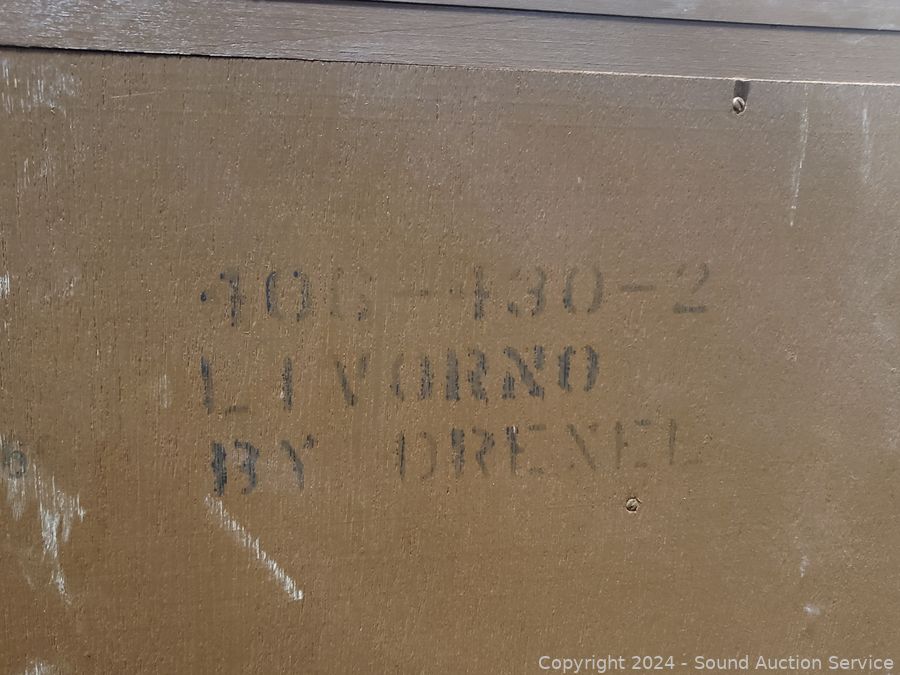 406-430-2
LIVORNO
BY DREXEL
Copyright © 2024 - Sound Auction Service